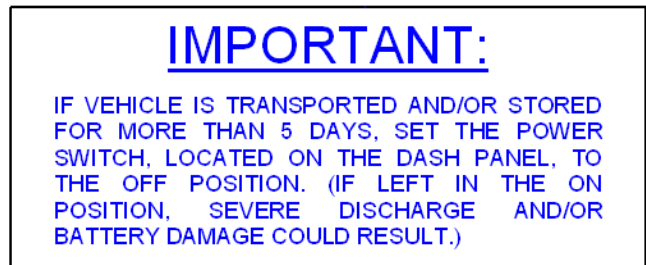 IMPORTANT:
IF VEHICLE IS TRANSPORTED AND/OR STORED
FOR MORE THAN 5 DAYS, SET THE POWER
SWITCH, LOCATED ON THE DASH PANEL, TO
THE OFF POSITION. (IF LEFT IN THE ON
POSITION, SEVERE DISCHARGE AND/OR
BATTERY DAMAGE COULD RESULT.)